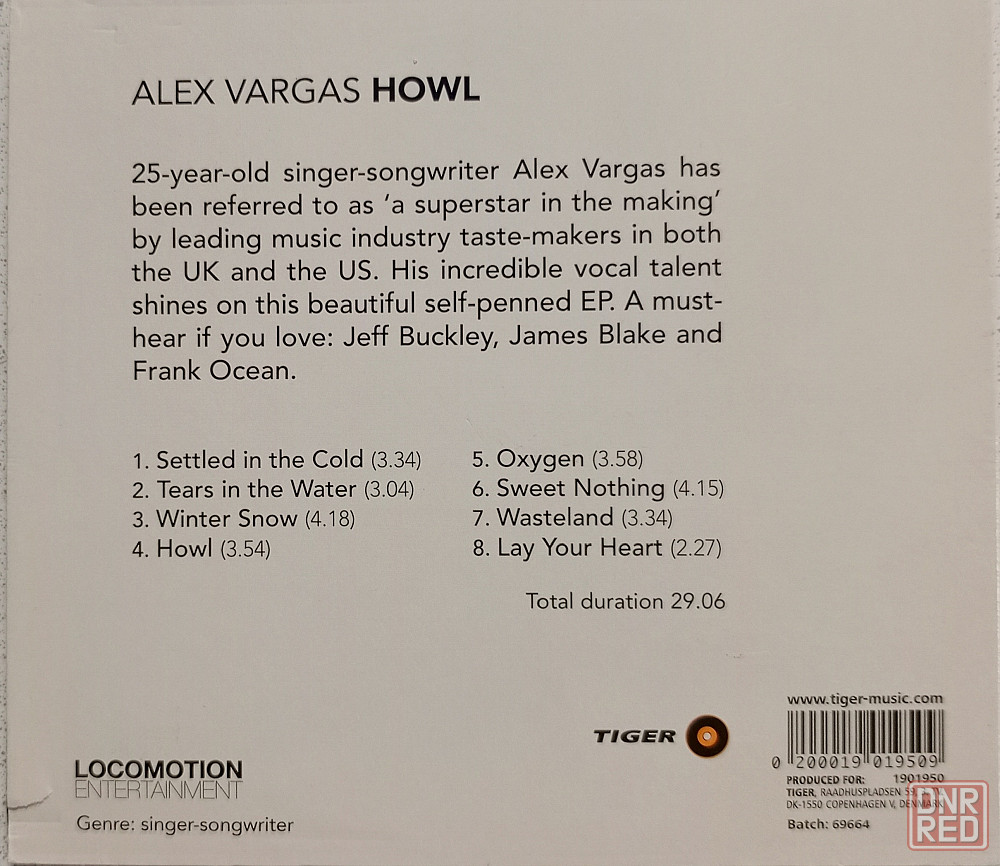 ALEX VARGAS HOWL
25-year-old singer-songwriter Alex Vargas has
been referred to as ‘a superstar in the making’
by leading music industry taste-makers in both
the UK and the US. His incredible vocal talent
shines on this beautiful self-penned EP. A must-
hear if you love: Jeff Buckley, James Blake and
Frank Ocean.
1. Settled in the Cold (3.34)
2. Tears in the Water (3.04)
3. Winter Snow (4.18)
4. Howl (3.54)
5. Oxygen (3.58)
6. Sweet Nothing (4.15)
7. Wasteland (3.34)
8. Lay Your Heart (2.27)
Total duration 29.06
LOCOMOTION
ENTERTAINMENT
Genre: singer-songwriter
TIGER
www.tiger-music.com
0 200019 019509
PRODUCED FOR: 1901950
TIGER, RAADHUSPLADSEN 59,
DK-1550 COPENHAGEN V, DENMARK
Batch: 69664
DNR
RED